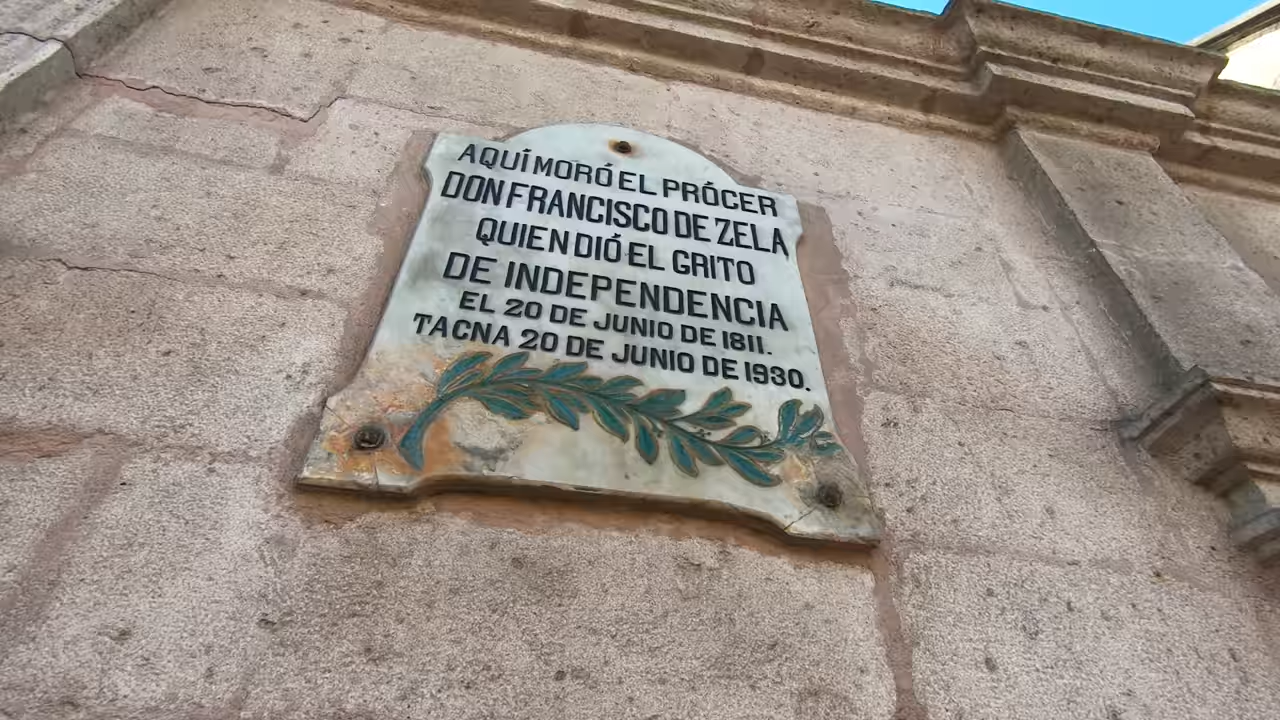 AQUÍ MORÓ EL PRÓCER
DON FRANCISCO DE ZELA
QUIEN DIÓ EL GRITO
DE INDEPENDENCIA
EL 20 DE JUNIO DE 1811.
TACNA 20 DE JUNIO DE 1930.